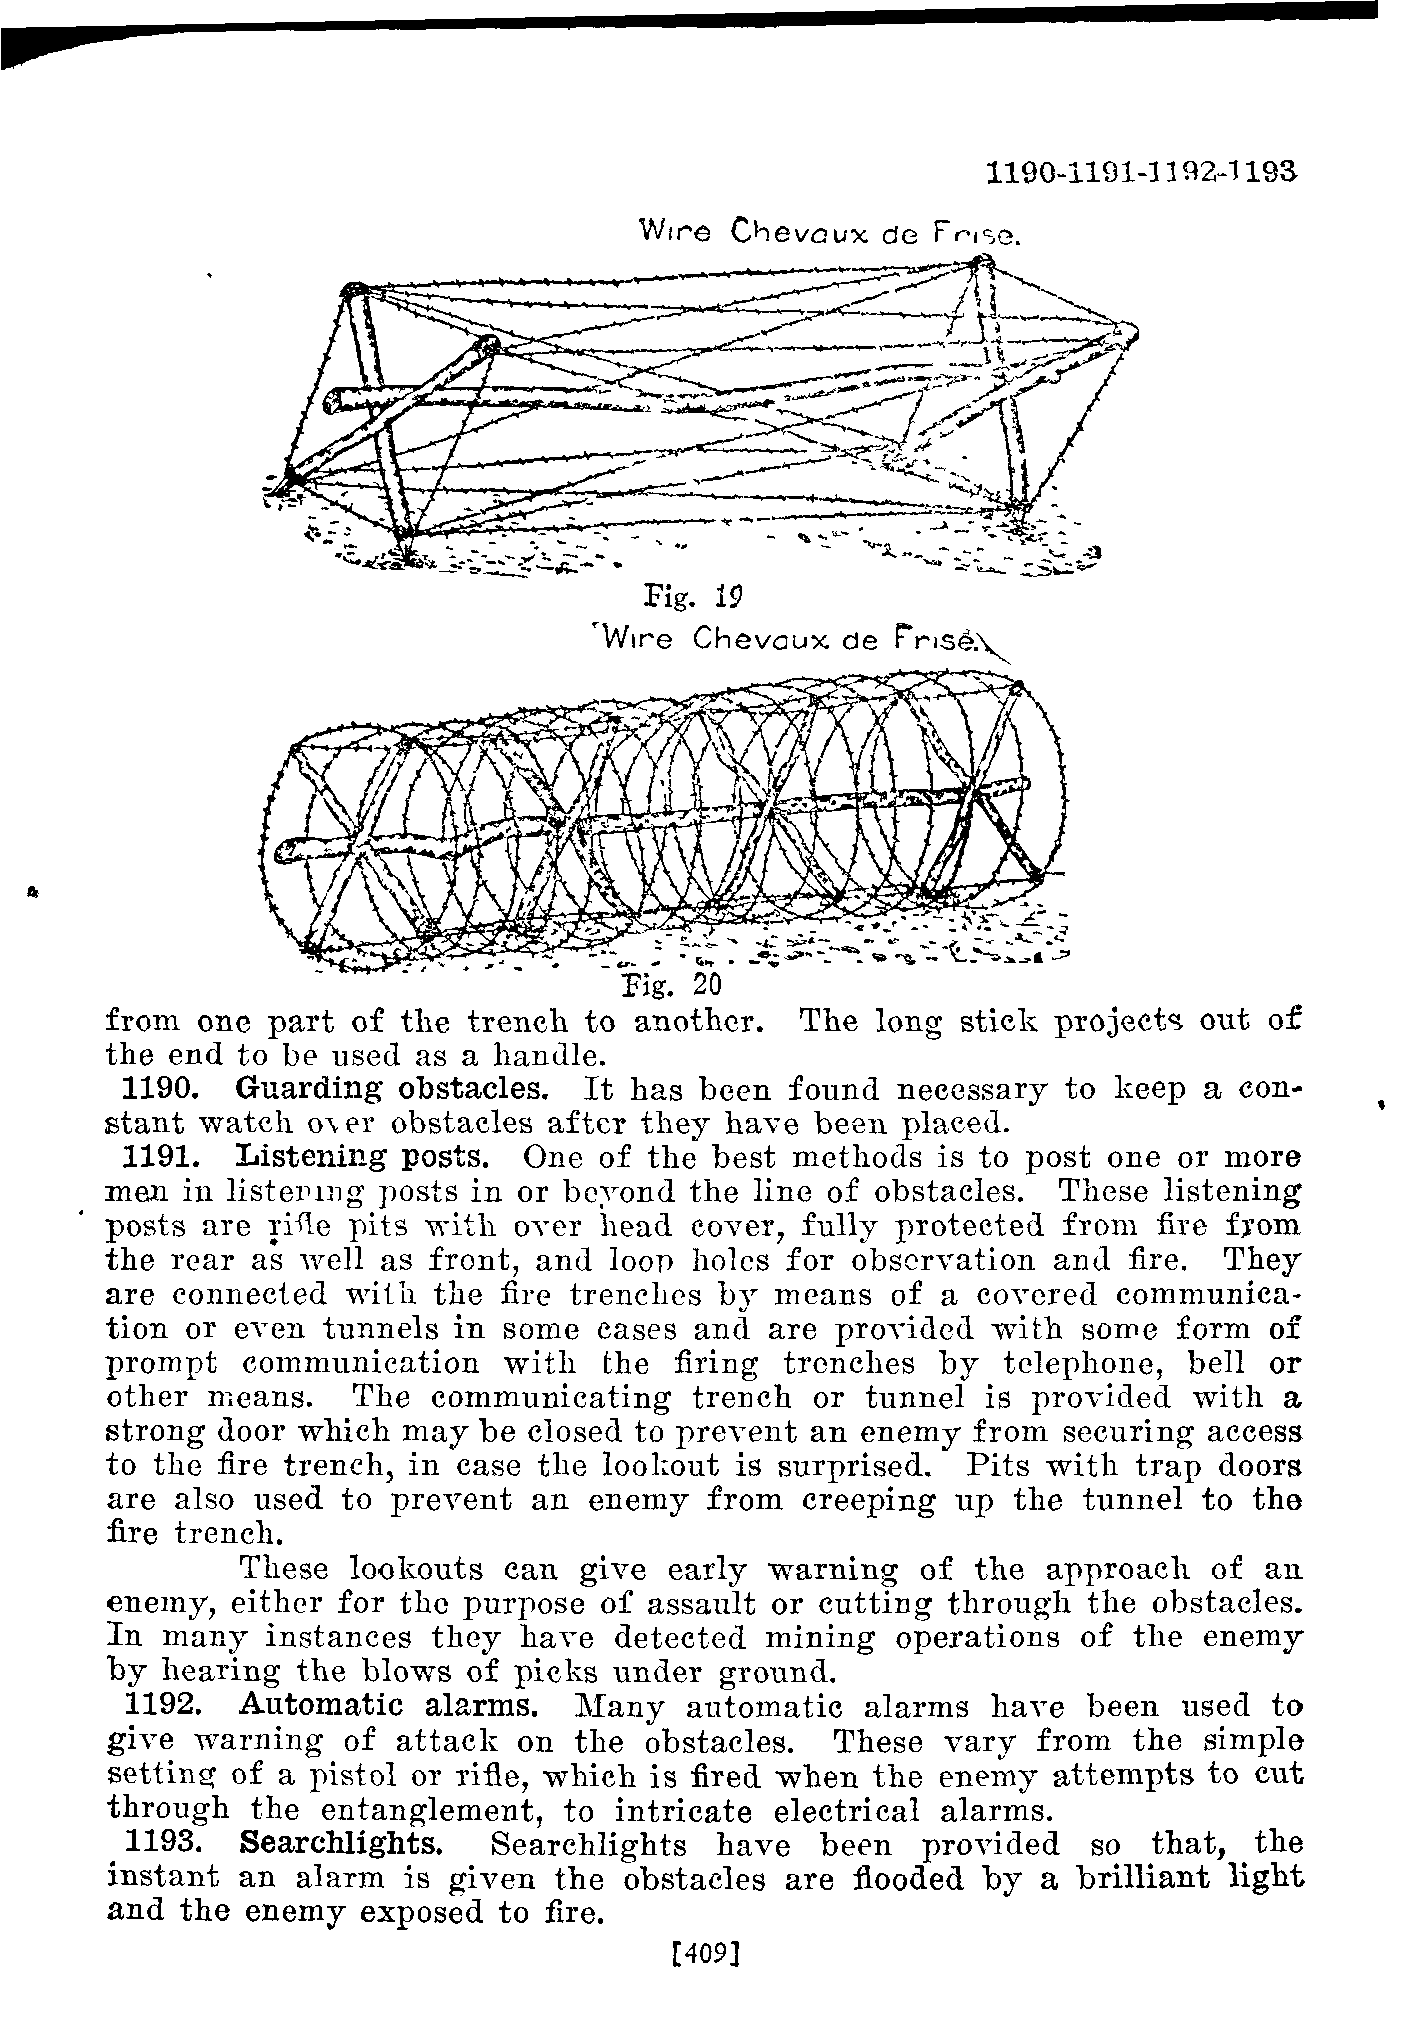 1190-1191-1192-1193
Wire Chevaux de Frise.
Fig. 19
Wire Chevaux de Frise.
Fig. 20
from one part of the trench to another. The long stick projects out of
the end to be used as a handle.
1190. Guarding obstacles. It has been found necessary to keep a con-
stant watch over obstacles after they have been placed.
1191. Listening posts. One of the best methods is to post one or more
men in listening posts in or beyond the line of obstacles. These listening
posts are rifle pits with over head cover, fully protected from fire from
the rear as well as front, and loop holes for observation and fire. They
are connected with the fire trenches by means of a covered communica-
tion or even tunnels in some cases and are provided with some form of
prompt communication with the firing trenches by telephone, bell or
other means. The communicating trench or tunnel is provided with a
strong door which may be closed to prevent an enemy from securing access
to the fire trench, in case the lookout is surprised. Pits with trap doors
are also used to prevent an enemy from creeping up the tunnel to the
fire trench.
These lookouts can give early warning of the approach of an
enemy, either for the purpose of assault or cutting through the obstacles.
In many instances they have detected mining operations of the enemy
by hearing the blows of picks under ground.
1192. Automatic alarms. Many automatic alarms have been used to
give warning of attack on the obstacles. These vary from the simple
setting of a pistol or rifle, which is fired when the enemy attempts to cut
through the entanglement, to intricate electrical alarms.
1193. Searchlights. Searchlights have been provided so that, the
instant an alarm is given the obstacles are flooded by a brilliant light
and the enemy exposed to fire.
[409]